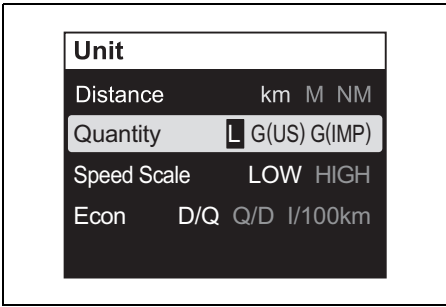 Unit
Distance km M NM
Quantity L G(US) G(IMP)
Speed Scale LOW HIGH
Econ D/Q Q/D l/100km